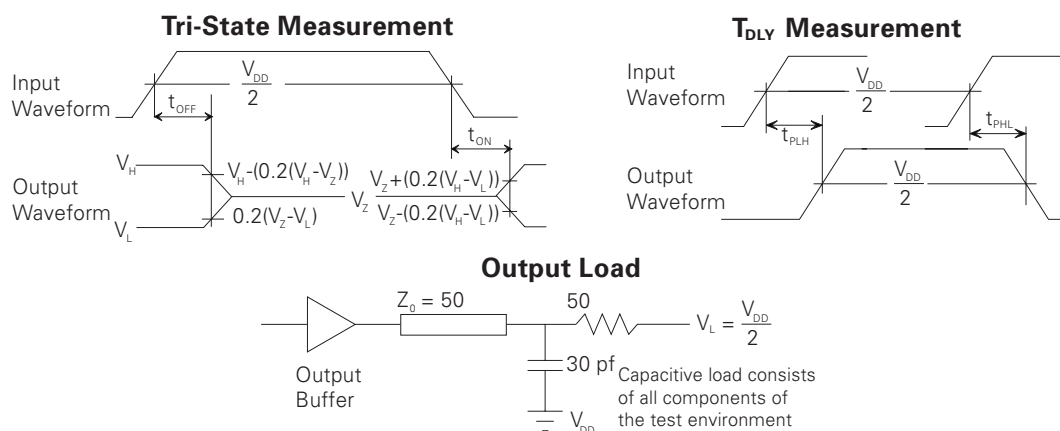 Tri-State Measurement
T_DLY Measurement
Input
Waveform
V_DD
2
t_OFF
t_ON
V_H
V_H-(0.2(V_H-V_Z))
V_Z+(0.2(V_H-V_L))
Output
Waveform
V_Z
V_L
0.2(V_Z-V_L)
V_Z-(0.2(V_H-V_L))
Input
Waveform
V_DD
2
t_PLH
t_PHL
Output
Waveform
V_DD
2
Output Load
Z_0 = 50
50
V_L = V_DD
2
Output
Buffer
30 pf
V_DD
Capacitive load consists
of all components of
the test environment